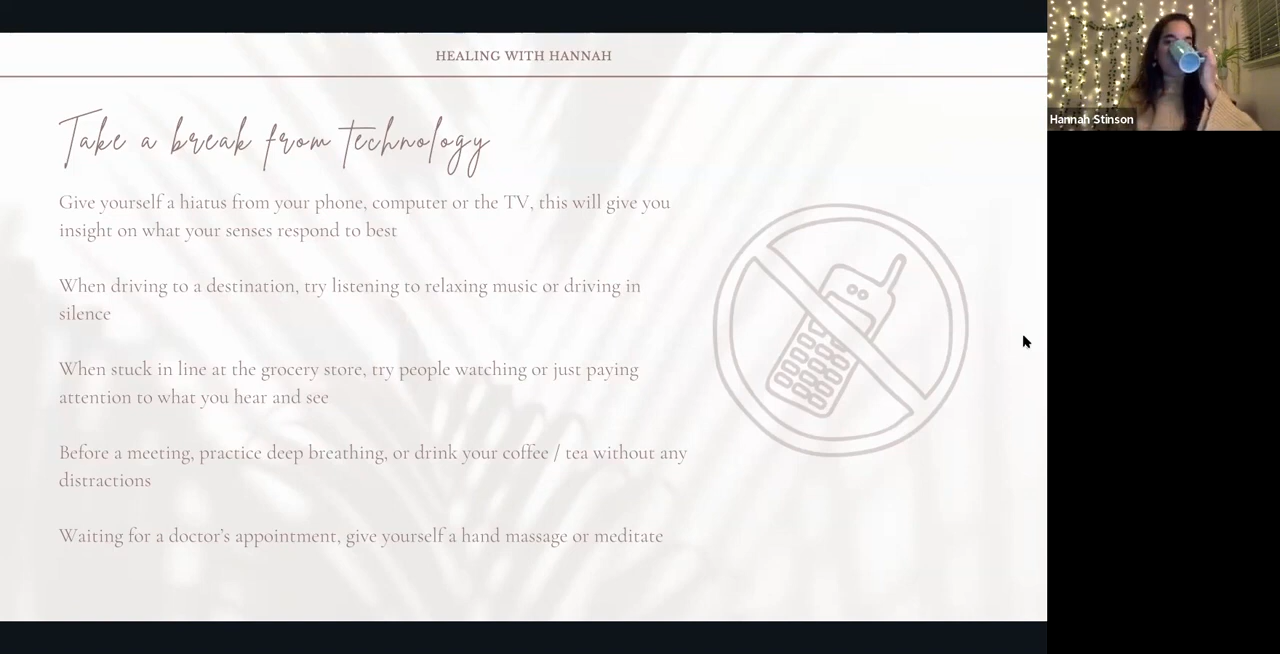 HEALING WITH HANNAH
Take a break from technology
Give yourself a hiatus from your phone, computer or the TV, this will give you
insight on what your senses respond to best
When driving to a destination, try listening to relaxing music or driving in
silence
When stuck in line at the grocery store, try people watching or just paying
attention to what you hear and see
Before a meeting, practice deep breathing, or drink your coffee / tea without any
distractions
Waiting for a doctor's appointment, give yourself a hand massage or meditate
Hannah Stinson